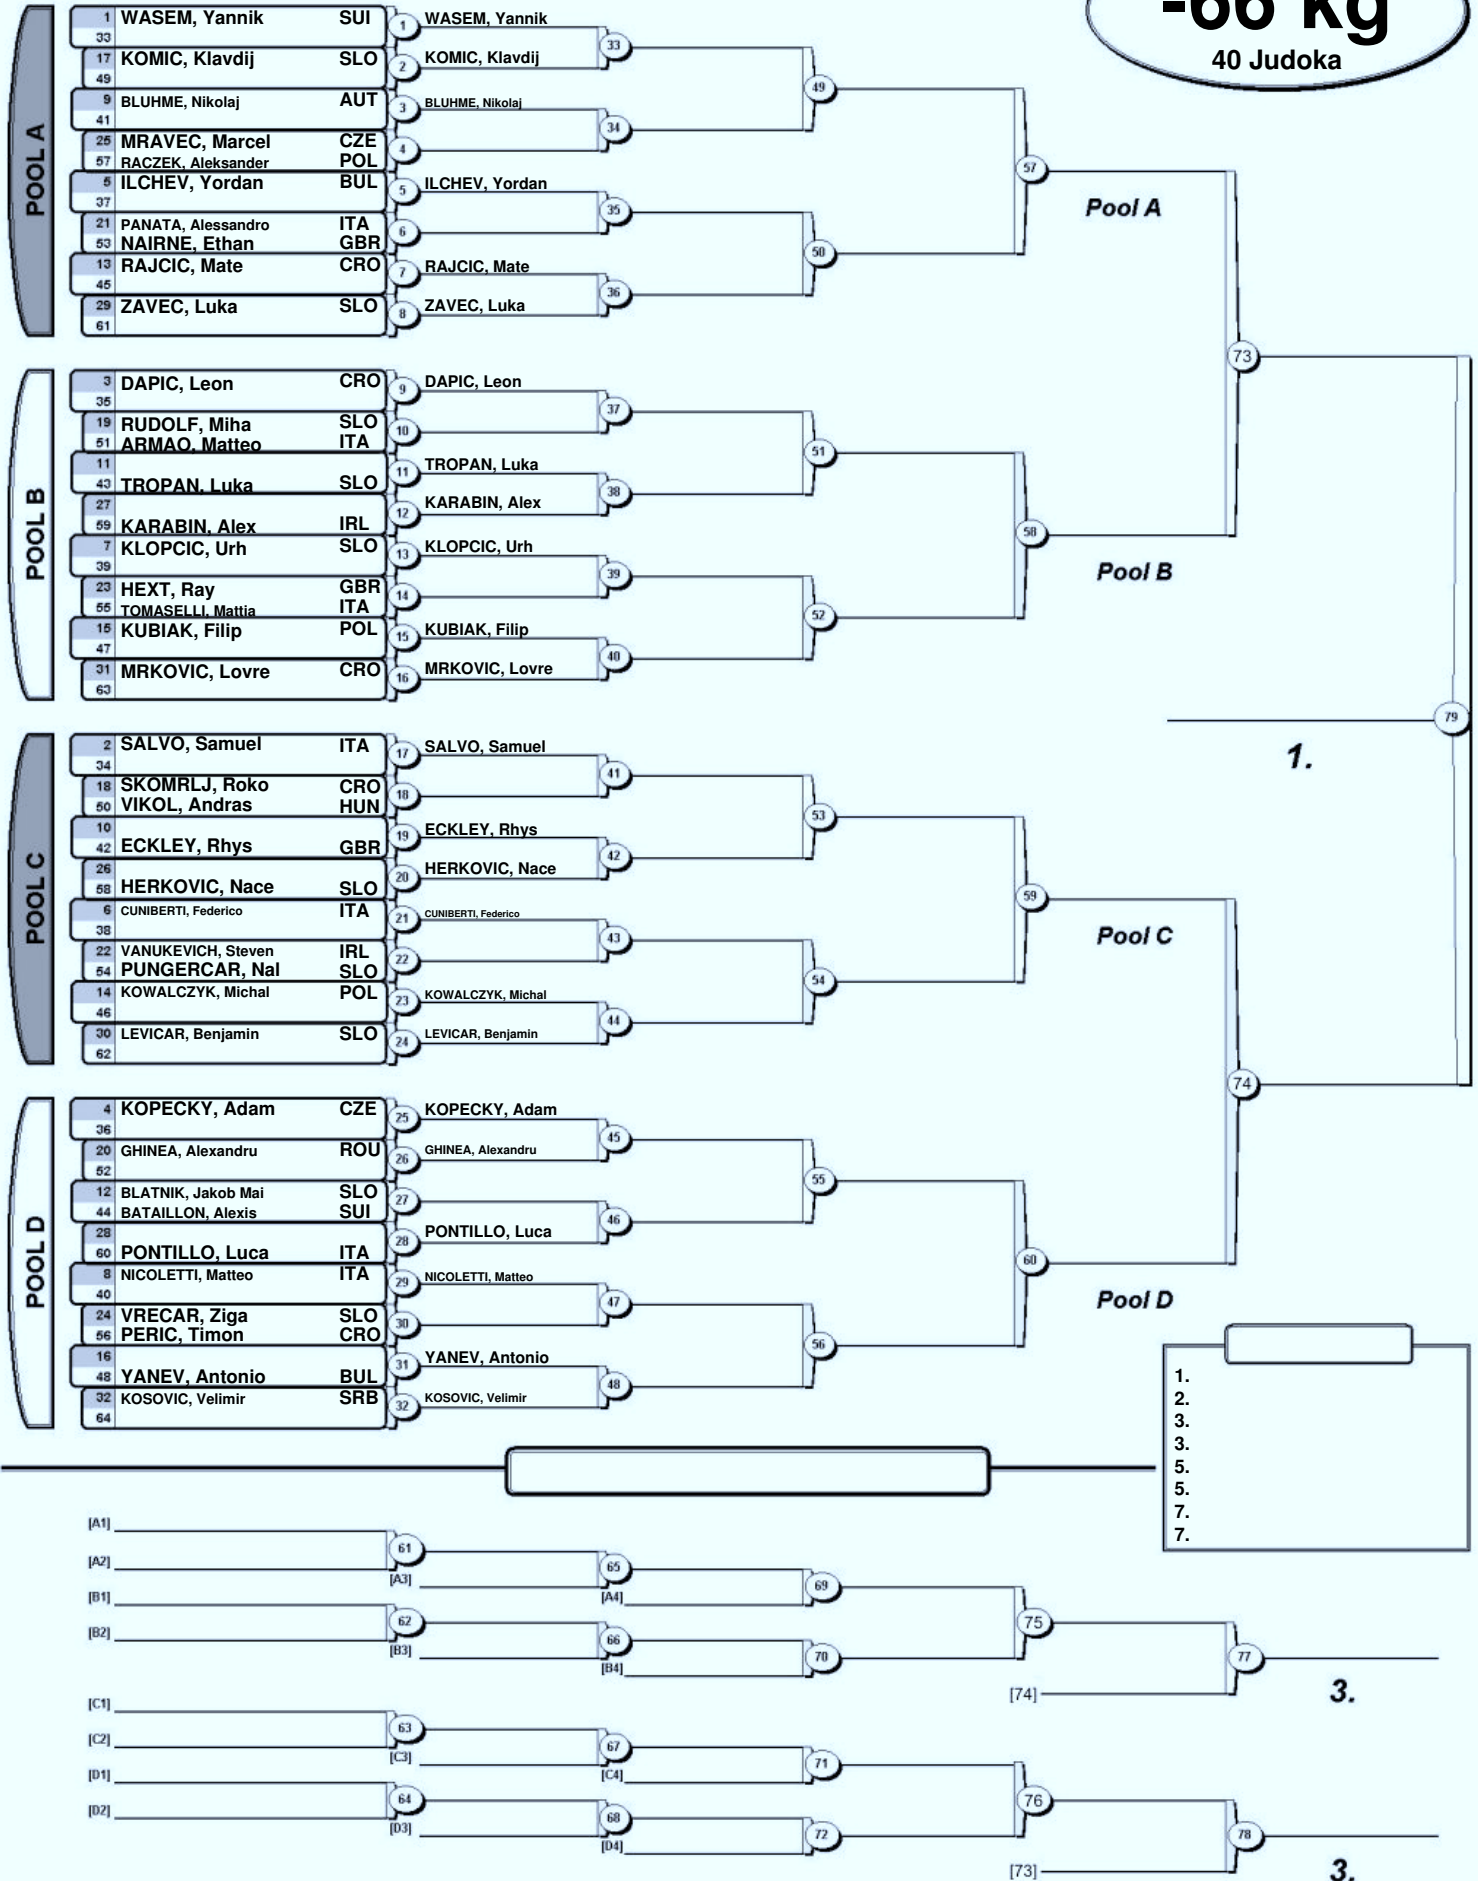 -66 kg
40 Judoka
POOL A
1 WASEM, Yannik SUI 1 WASEM, Yannik
33
33
17 KOMIC, Klavdij SLO 2 KOMIC, Klavdij
49
49
9 BLUHME, Nikolaj AUT 3 BLUHME, Nikolaj
41
34
25 MRAVEC, Marcel CZE 4
57 RACZEK, Aleksander POL
57
Pool A
5 ILCHEV, Yordan BUL 5 ILCHEV, Yordan
37
35
21 PANATA, Alessandro ITA 6
53 NAIRNE, Ethan GBR
50
13 RAJCIC, Mate CRO 7 RAJCIC, Mate
45
36
29 ZAVEC, Luka SLO 8 ZAVEC, Luka
61
73
POOL B
3 DAPIC, Leon CRO 9 DAPIC, Leon
35
37
19 RUDOLF, Miha SLO 10
51 ARMAO, Matteo ITA
51
11
43 TROPAN, Luka SLO 11 TROPAN, Luka
38
27
59 KARABIN, Alex IRL 12 KARABIN, Alex
58
Pool B
7 KLOPCIC, Urh SLO 13 KLOPCIC, Urh
39
39
23 HEXT, Ray GBR 14
55 TOMASELLI, Mattia ITA
52
15 KUBIAK, Filip POL 15 KUBIAK, Filip
47
40
31 MRKOVIC, Lovre CRO 16 MRKOVIC, Lovre
63
79
1.
POOL C
2 SALVO, Samuel ITA 17 SALVO, Samuel
34
41
18 SKOMRLJ, Roko CRO 18
50 VIKOL, Andras HUN
53
10
42 ECKLEY, Rhys GBR 19 ECKLEY, Rhys
42
26
58 HERKOVIC, Nace SLO 20 HERKOVIC, Nace
59
Pool C
6 CUNIBERTI, Federico ITA 21 CUNIBERTI, Federico
38
43
22 VANUKEVICH, Steven IRL 22
54 PUNGERCAR, Nal SLO
54
14 KOWALCZYK, Michal POL 23 KOWALCZYK, Michal
46
44
30 LEVICAR, Benjamin SLO 24 LEVICAR, Benjamin
62
74
POOL D
4 KOPECKY, Adam CZE 25 KOPECKY, Adam
36
45
20 GHINEA, Alexandru ROU 26 GHINEA, Alexandru
52
55
12 BLATNIK, Jakob Mai SLO 27
44 BATAILLON, Alexis SUI
46
28
60 PONTILLO, Luca ITA 28 PONTILLO, Luca
60
Pool D
8 NICOLETTI, Matteo ITA 29 NICOLETTI, Matteo
40
47
24 VRECAR, Ziga SLO 30
56 PERIC, Timon CRO
56
16
48 YANEV, Antonio BUL 31 YANEV, Antonio
48
32 KOSOVIC, Velimir SRB 32 KOSOVIC, Velimir
64
1.
2.
3.
3.
5.
5.
7.
7.
[A1]
61
[A2]
[A3]
65
[A4]
69
[B1]
62
[B2]
[B3]
66
[B4]
70
75
[74]
77
3.
[C1]
63
[C2]
[C3]
67
[C4]
71
[D1]
64
[D2]
[D3]
68
[D4]
72
76
[73]
78
3.